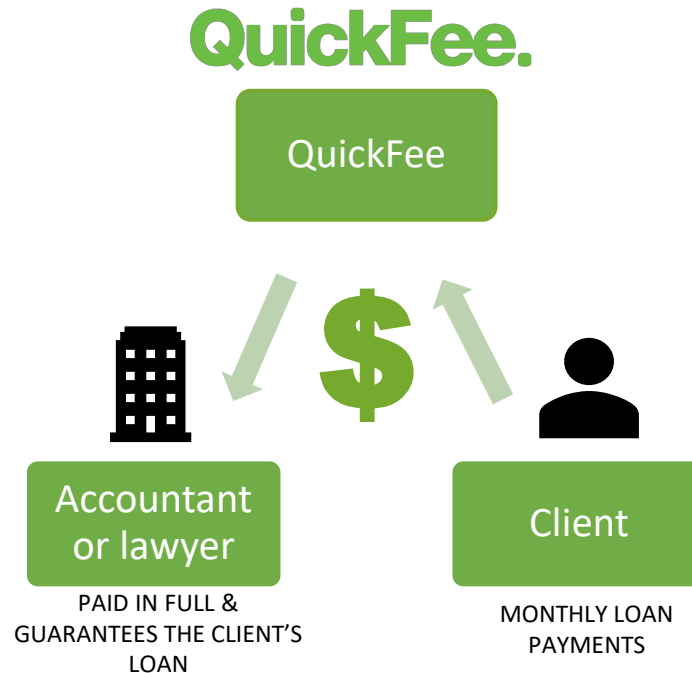 QuickFee.
QuickFee
$
Accountant
or lawyer
PAID IN FULL &
GUARANTEES THE CLIENT'S
LOAN
Client
MONTHLY LOAN
PAYMENTS